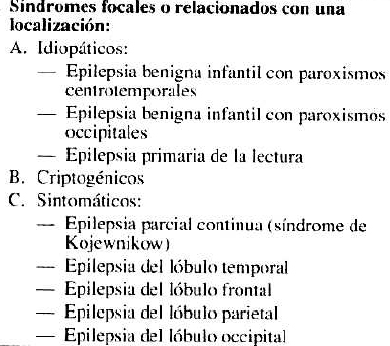 Síndromes focales o relacionados con una
localización:
A. Idiopáticos:
— Epilepsia benigna infantil con paroxismos
centrotemporales
— Epilepsia benigna infantil con paroxismos
occipitales
— Epilepsia primaria de la lectura
B. Criptogénicos
C. Sintomáticos:
— Epilepsia parcial continua (síndrome de
Kojewnikow)
— Epilepsia del lóbulo temporal
— Epilepsia del lóbulo frontal
— Epilepsia del lóbulo parietal
— Epilepsia del lóbulo occipital